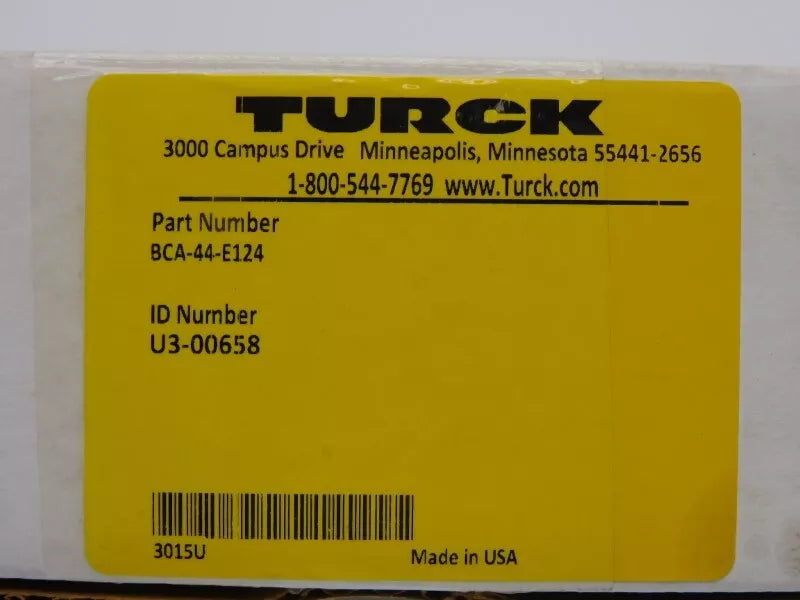 TURCK
3000 Campus Drive Minneapolis, Minnesota 55441-2656
1-800-544-7769 www.Turck.com
Part Number
BCA-44-E124
ID Number
U3-00658
3015U
Made in USA